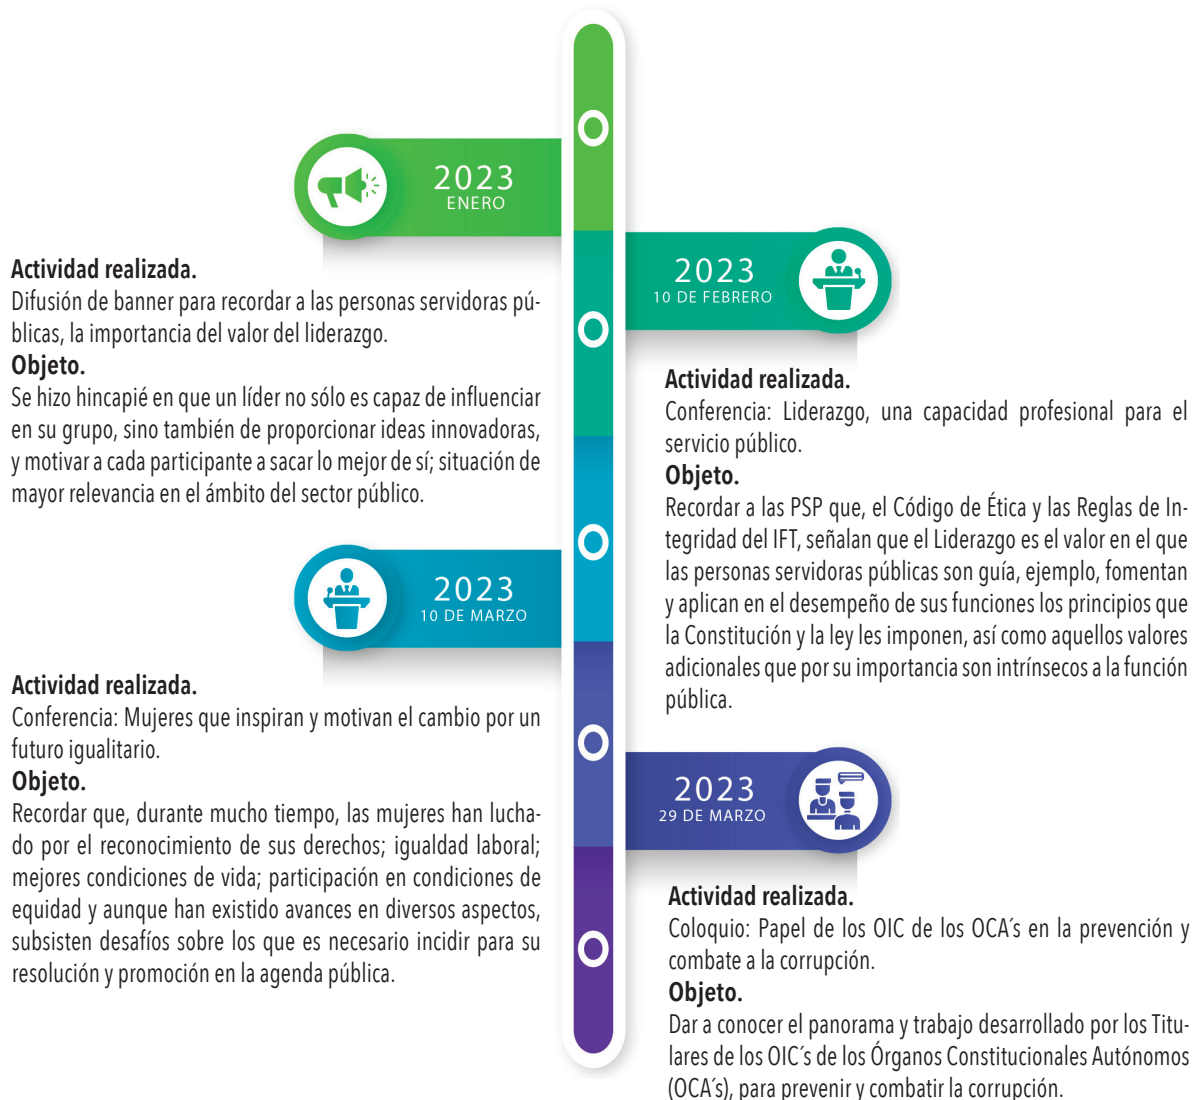 2023
ENERO
Actividad realizada.
Difusión de banner para recordar a las personas servidoras pú-
blicas, la importancia del valor del liderazgo.
Objeto.
Se hizo hincapié en que un líder no sólo es capaz de influenciar
en su grupo, sino también de proporcionar ideas innovadoras,
y motivar a cada participante a sacar lo mejor de sí; situación de
mayor relevancia en el ámbito del sector público.
2023
10 DE FEBRERO
Actividad realizada.
Conferencia: Liderazgo, una capacidad profesional para el
servicio público.
Objeto.
Recordar a las PSP que, el Código de Ética y las Reglas de In-
tegridad del IFT, señalan que el Liderazgo es el valor en el que
las personas servidoras públicas son guía, ejemplo, fomentan
y aplican en el desempeño de sus funciones los principios que
la Constitución y la ley les imponen, así como aquellos valores
adicionales que por su importancia son intrínsecos a la función
pública.
2023
10 DE MARZO
Actividad realizada.
Conferencia: Mujeres que inspiran y motivan el cambio por un
futuro igualitario.
Objeto.
Recordar que, durante mucho tiempo, las mujeres han lucha-
do por el reconocimiento de sus derechos; igualdad laboral;
mejores condiciones de vida; participación en condiciones de
equidad y aunque han existido avances en diversos aspectos,
subsisten desafíos sobre los que es necesario incidir para su
resolución y promoción en la agenda pública.
2023
29 DE MARZO
Actividad realizada.
Coloquio: Papel de los OIC de los OCA´s en la prevención y
combate a la corrupción.
Objeto.
Dar a conocer el panorama y trabajo desarrollado por los Titu-
lares de los OIC´s de los Órganos Constitucionales Autónomos
(OCA´s), para prevenir y combatir la corrupción.